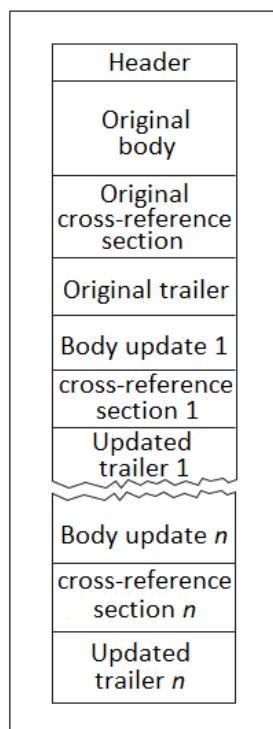 Header
Original
body
Original
cross-reference
section
Original trailer
Body update 1
cross-reference
section 1
Updated
trailer 1
Body update n
cross-reference
section n
Updated
trailer n